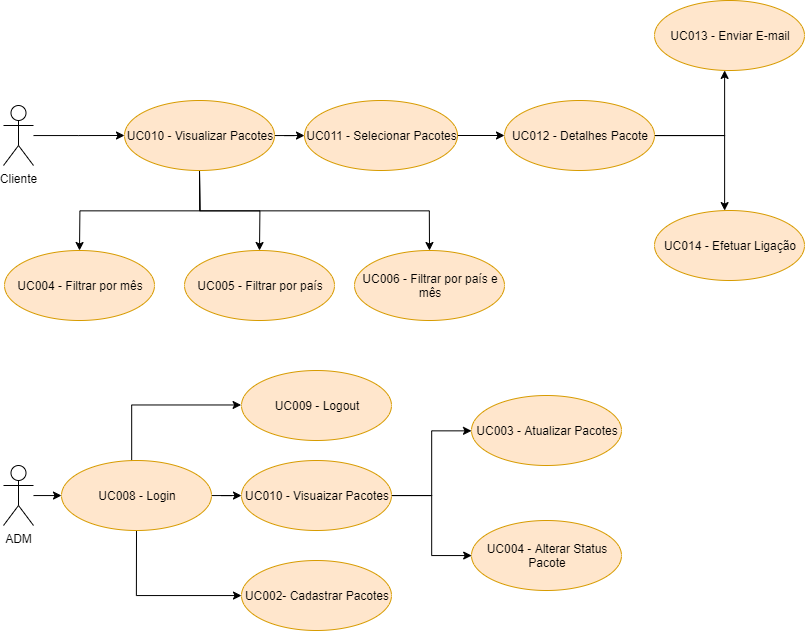 UC013 - Enviar E-mail
UC010 - Visualizar Pacotes
UC011 - Selecionar Pacotes
UC012 - Detalhes Pacote
Cliente
UC014 - Efetuar Ligação
UC004 - Filtrar por mês
UC005 - Filtrar por país
UC006 - Filtrar por país e
mês
UC009 - Logout
UC003 - Atualizar Pacotes
UC008 - Login
UC010 - Visuaizar Pacotes
ADM
UC004 - Alterar Status
Pacote
UC002- Cadastrar Pacotes